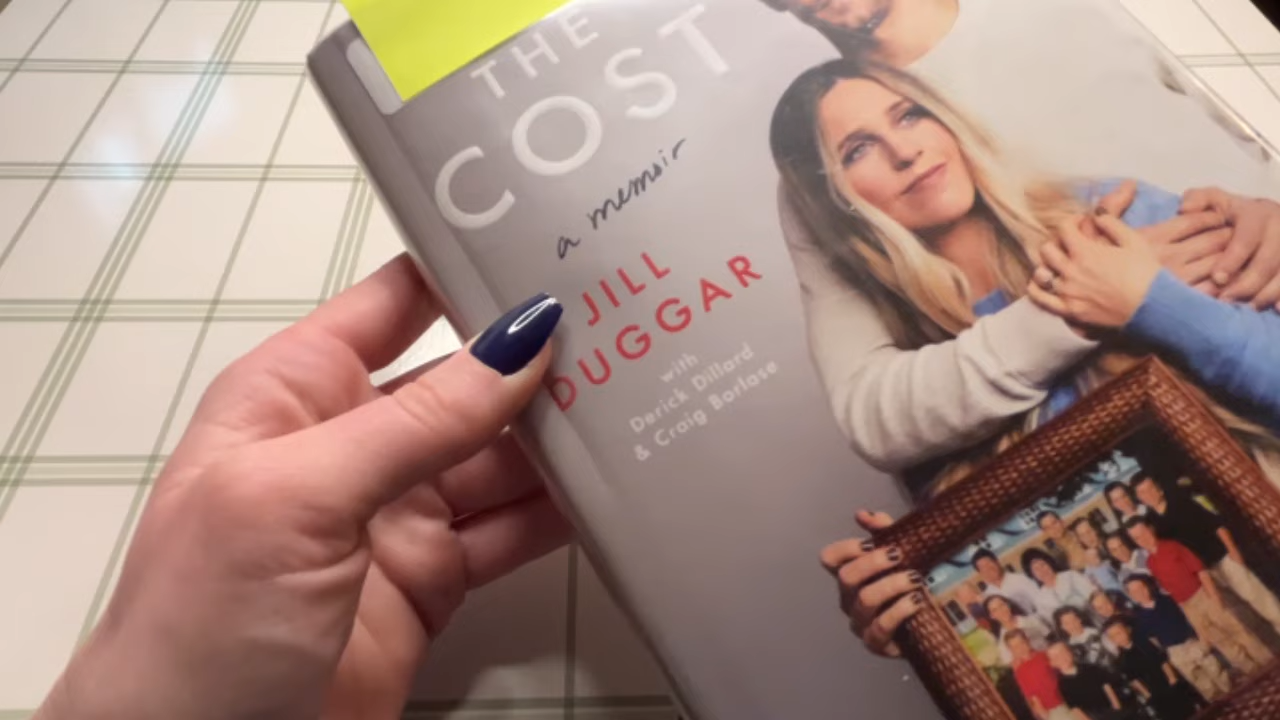 THE
COST
a memoir
JILL
DUGGAR
with
Derick Dillard
& Craig Borlase